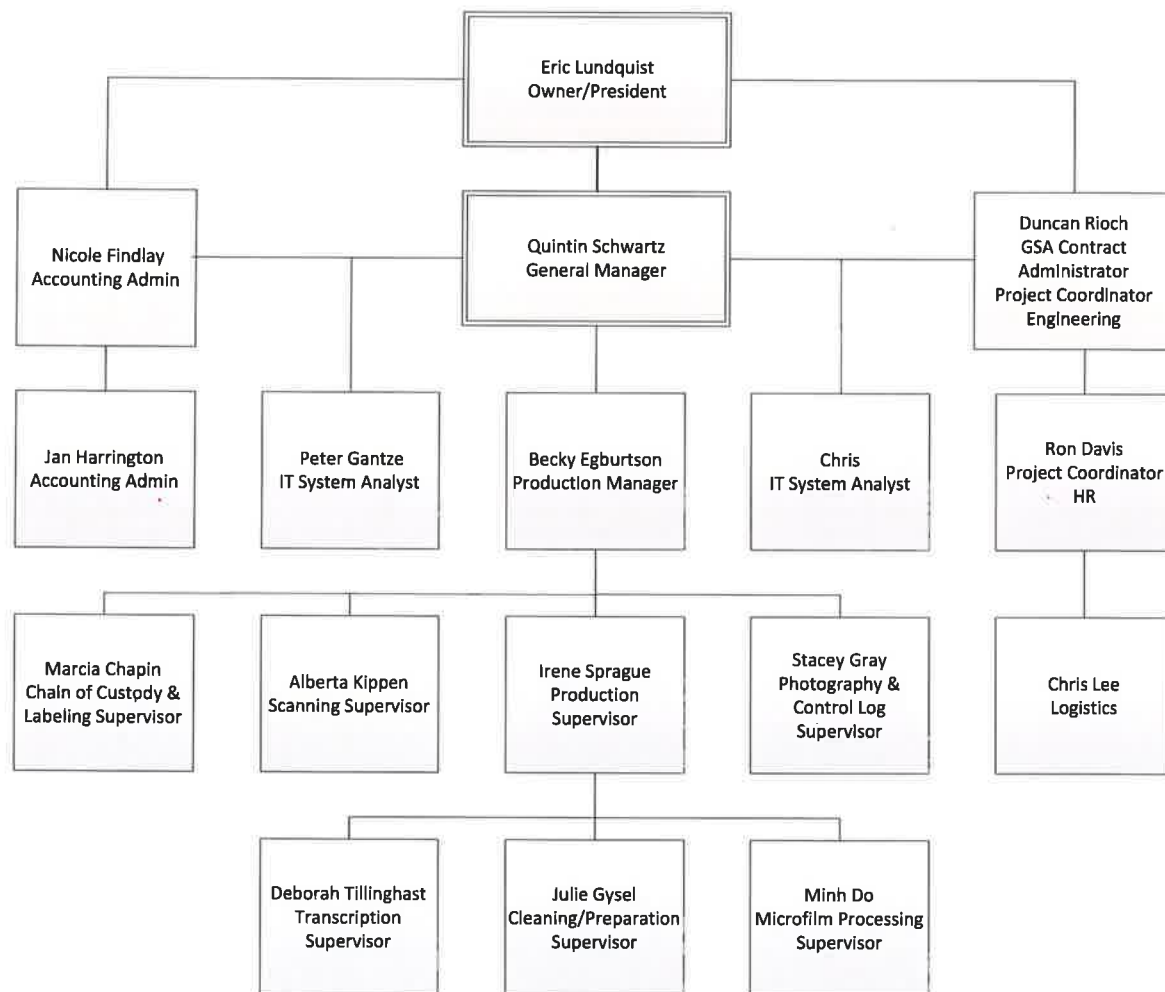 Eric Lundquist
Owner/President
Nicole Findlay
Accounting Admin
Quintin Schwartz
General Manager
Duncan Rioch
GSA Contract
Administrator
Project Coordinator
Engineering
Jan Harrington
Accounting Admin
Peter Gantze
IT System Analyst
Becky Egburtson
Production Manager
Chris
IT System Analyst
Ron Davis
Project Coordinator
HR
Marcia Chapin
Chain of Custody &
Labeling Supervisor
Alberta Kippen
Scanning Supervisor
Irene Sprague
Production
Supervisor
Stacey Gray
Photography &
Control Log
Supervisor
Chris Lee
Logistics
Deborah Tillinghast
Transcription
Supervisor
Julie Gysel
Cleaning/Preparation
Supervisor
Minh Do
Microfilm Processing
Supervisor